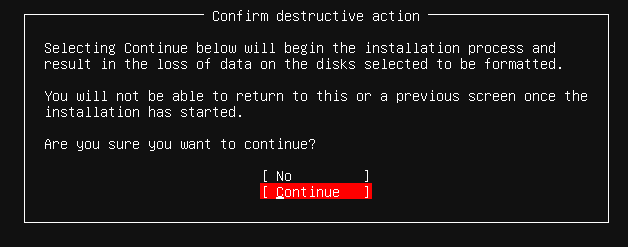 Confirm destructive action
Selecting Continue below will begin the installation process and
result in the loss of data on the disks selected to be formatted.
You will not be able to return to this or a previous screen once the
installation has started.
Are you sure you want to continue?
[ No ]
[ Continue ]